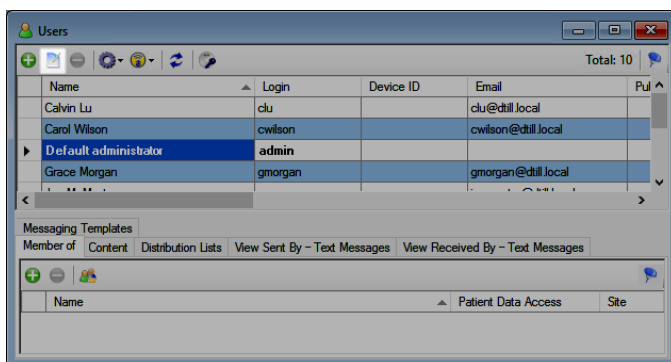 Users
Total: 10
Name Login Device ID Email
Calvin Lu clu clu@dtill.local
Carol Wilson cwilson cwilson@dtill.local
Default administrator admin
Grace Morgan gmorgan gmorgan@dtill.local
Messaging Templates
Member of Content Distribution Lists View Sent By – Text Messages View Received By – Text Messages
Name Patient Data Access Site